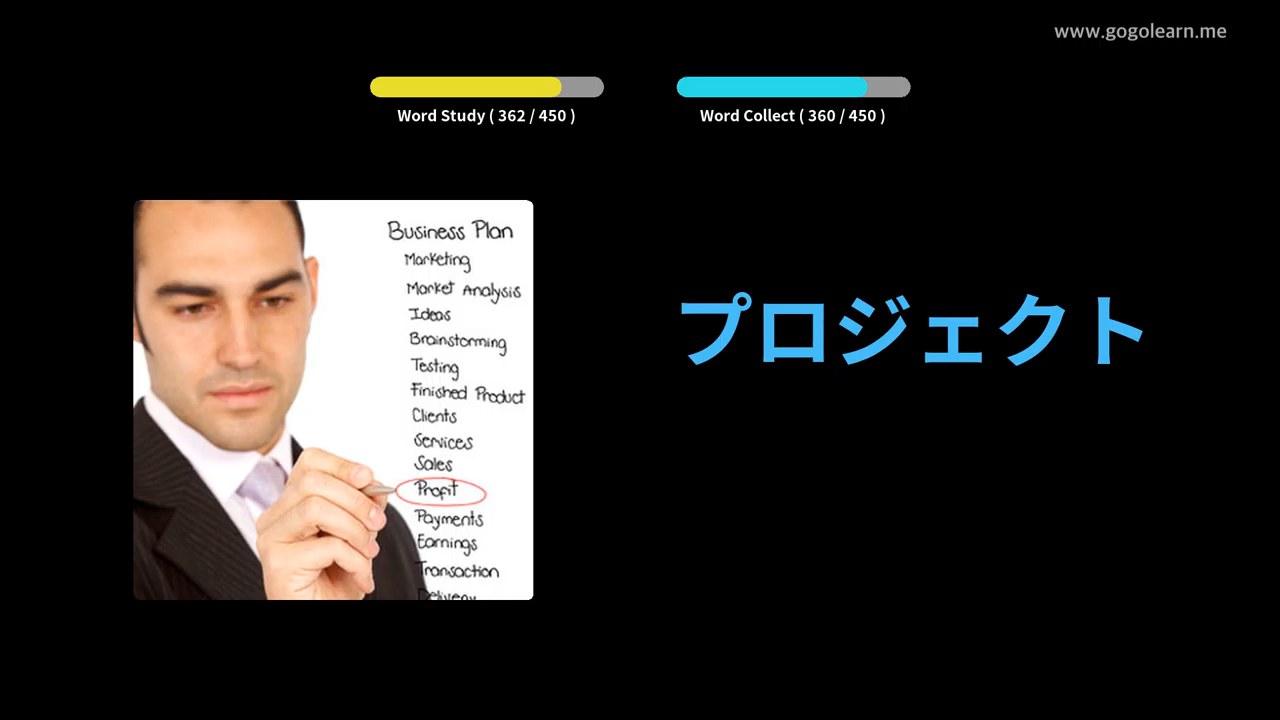 www.gogolearn.me
Word Study ( 362 / 450 )
Word Collect ( 360 / 450 )
Business Plan
Marketing
Market Analysis
Ideas
Brainstorming
Testing
Finished Product
Clients
Services
Sales
Profit
Payments
Earnings
Transaction
Delivery
プロジェクト